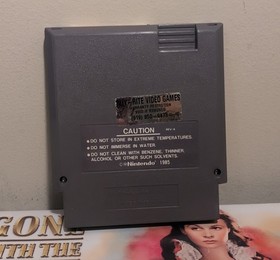 VIDEO GAMES
CAUTION
● DO NOT STORE IN EXTREME TEMPERATURES.
● DO NOT IMMERSE IN WATER.
● DO NOT CLEAN WITH BENZENE, THINNER,
ALCOHOL OR OTHER SUCH SOLVENTS.
©Nintendo 1985
GONE
WITH THE